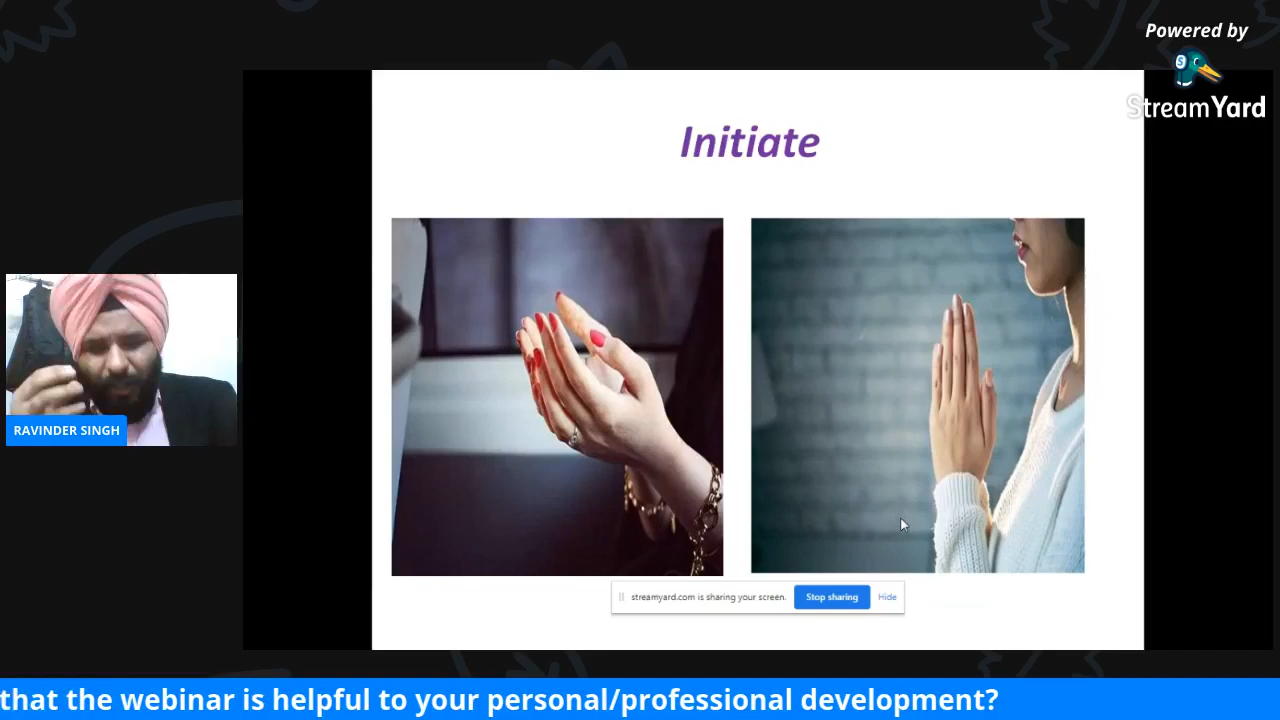 Powered by
StreamYard
Initiate
RAVINDER SINGH
streamyard.com is sharing your screen.
Stop sharing
Hide
that the webinar is helpful to your personal/professional development?